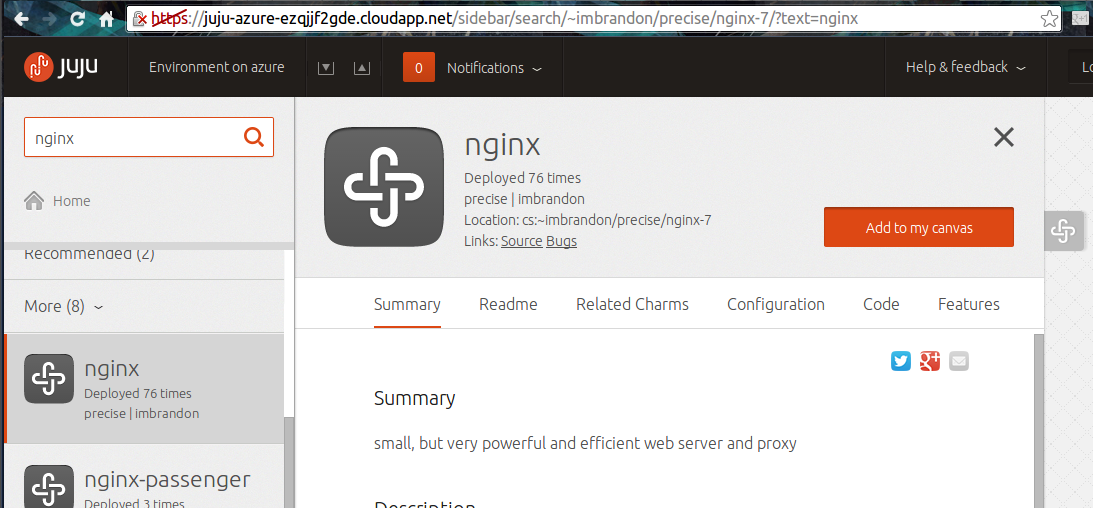 https://juju-azure-ezqjjf2gde.cloudapp.net/sidebar/search/~imbrandon/precise/nginx-7/?text=nginx
juju
Environment on azure
0
Notifications
Help & feedback
nginx
Home
Recommended (2)
More (8)
nginx
Deployed 76 times
precise | imbrandon
nginx-passenger
Deployed 3 times
nginx
Deployed 76 times
precise | imbrandon
Location: cs:~imbrandon/precise/nginx-7
Links: Source Bugs
Add to my canvas
Summary Readme Related Charms Configuration Code Features
Summary
small, but very powerful and efficient web server and proxy
Description